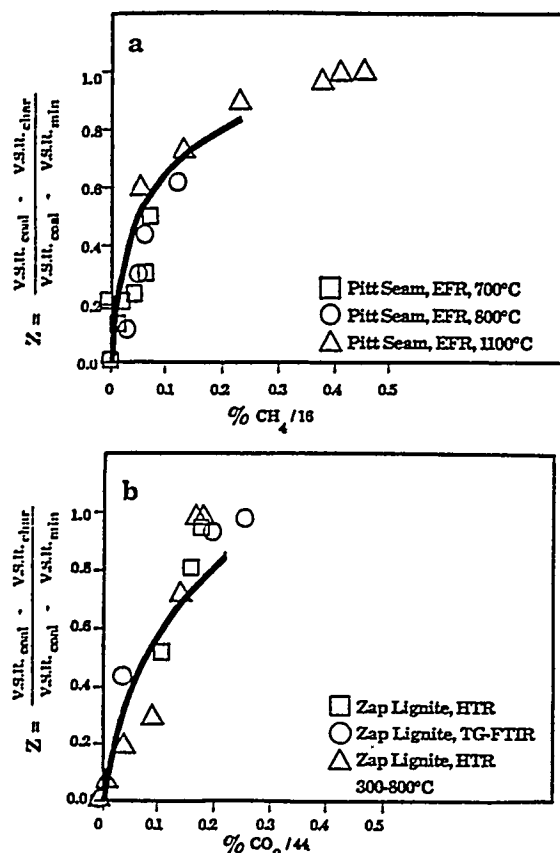 a
Z = V.S.R.coal - V.S.R.char
V.S.R.coal - V.S.R.min
1.0
0.8
0.6
0.4
0.2
0.0
□ Pitt Seam, EFR, 700°C
○ Pitt Seam, EFR, 800°C
△ Pitt Seam, EFR, 1100°C
0 0.1 0.2 0.3 0.4 0.5
% CH4/16
b
Z = V.S.R.coal - V.S.R.char
V.S.R.coal - V.S.R.min
1.0
0.8
0.6
0.4
0.2
0.0
□ Zap Lignite, HTR
○ Zap Lignite, TG-FTIR
△ Zap Lignite, HTR
300-800°C
0 0.1 0.2 0.3 0.4 0.5
% CO2/44